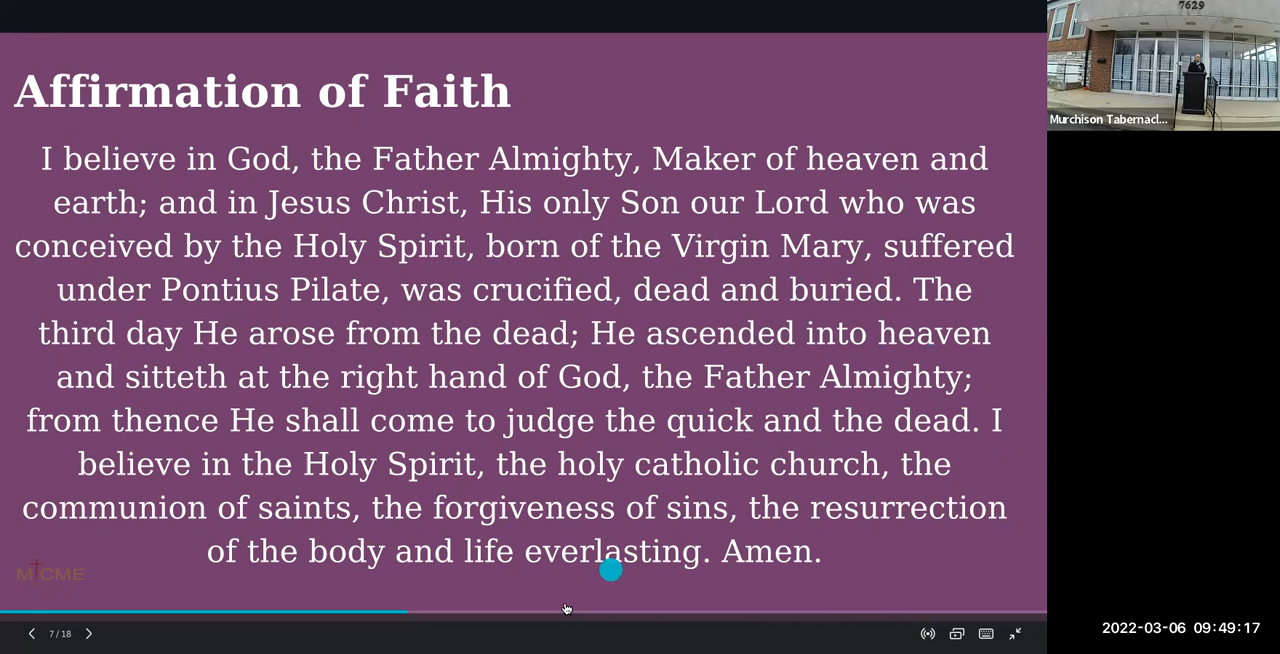 Affirmation of Faith
I believe in God, the Father Almighty, Maker of heaven and
earth; and in Jesus Christ, His only Son our Lord who was
conceived by the Holy Spirit, born of the Virgin Mary, suffered
under Pontius Pilate, was crucified, dead and buried. The
third day He arose from the dead; He ascended into heaven
and sitteth at the right hand of God, the Father Almighty;
from thence He shall come to judge the quick and the dead. I
believe in the Holy Spirit, the holy catholic church, the
communion of saints, the forgiveness of sins, the resurrection
of the body and life everlasting. Amen.
MTCME
7 / 18
7629
Murchison Tabernacl...
2022-03-06 09:49:17